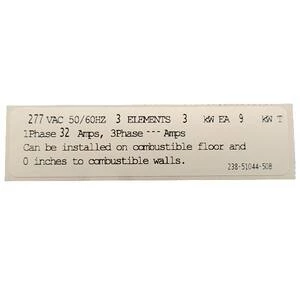 277 VAC 50/60HZ 3 ELEMENTS 3 kW EA 9 kW T
1Phase 32 Amps, 3Phase --- Amps
Can be installed on combustible floor and
0 inches to combustible walls.
238-51044-50B